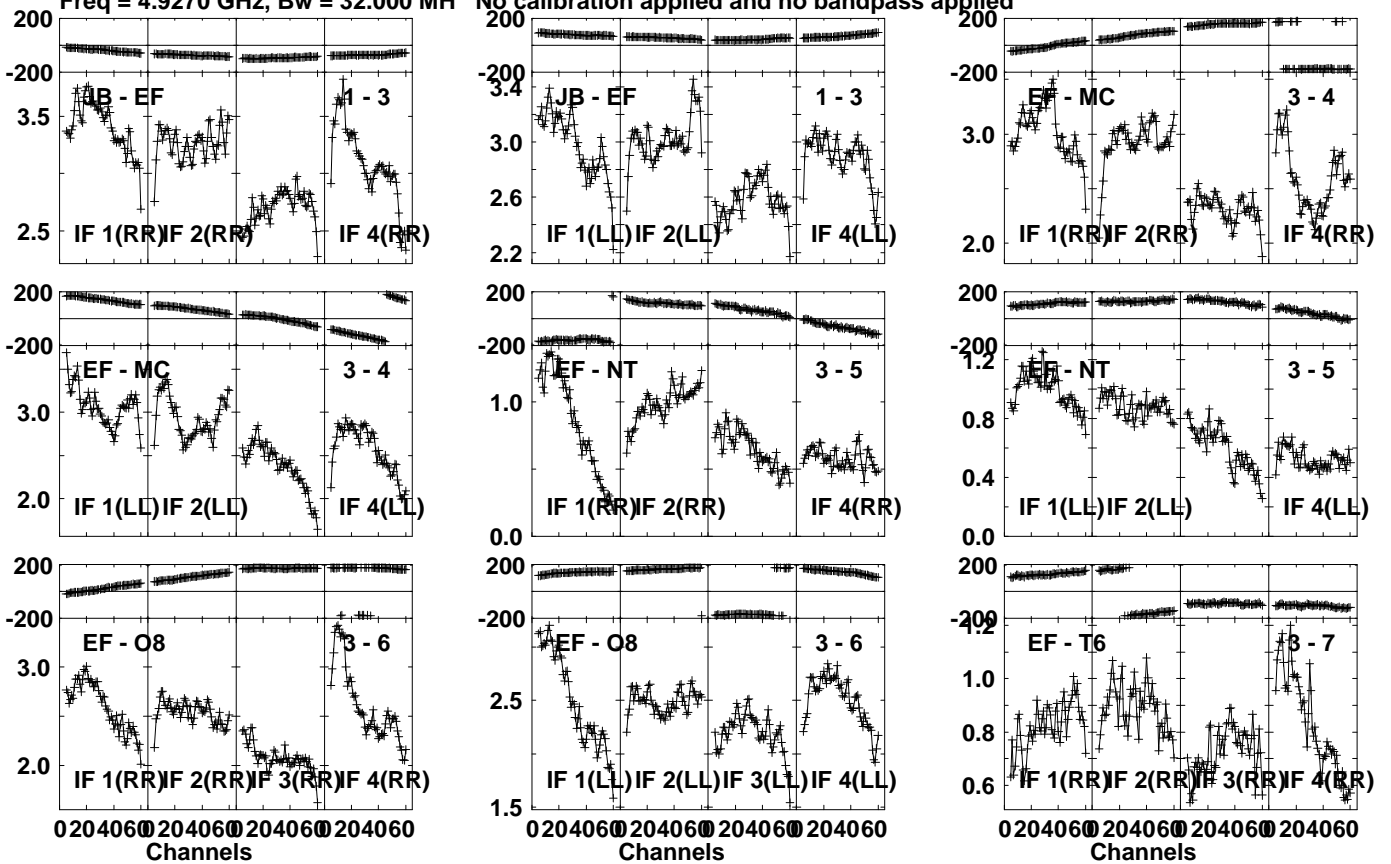 Freq = 4.9270 GHz, Bw = 32.000 MH No calibration applied and no bandpass applied
200
-200
JB - EF
1 - 3
3.5
2.5
IF 1(RR)
IF 2(RR)
IF 4(RR)
200
-200
3.4
JB - EF
1 - 3
3.0
2.6
2.2
IF 1(LL)
IF 2(LL)
IF 4(LL)
200
-200
EF - MC
3 - 4
3.0
2.0
IF 1(RR)
IF 2(RR)
IF 4(RR)
200
-200
EF - MC
3 - 4
3.0
2.0
IF 1(LL)
IF 2(LL)
IF 4(LL)
200
-200
EF - NT
3 - 5
1.0
0.0
IF 1(RR)
IF 2(RR)
IF 4(RR)
200
-200
1.2
EF - NT
3 - 5
0.8
0.4
0.0
IF 1(LL)
IF 2(LL)
IF 4(LL)
200
-200
EF - O8
3 - 6
3.0
2.0
IF 1(RR)
IF 2(RR)
IF 3(RR)
IF 4(RR)
0 20 40 60 0 20 40 60 0 20 40 60 0 20 40 60
Channels
200
-200
EF - O8
3 - 6
2.5
1.5
IF 1(LL)
IF 2(LL)
IF 3(LL)
IF 4(LL)
0 20 40 60 0 20 40 60 0 20 40 60 0 20 40 60
Channels
200
-200
1.2
EF - T6
3 - 7
1.0
0.8
0.6
IF 1(RR)
IF 2(RR)
IF 3(RR)
IF 4(RR)
0 20 40 60 0 20 40 60 0 20 40 60 0 20 40 60
Channels